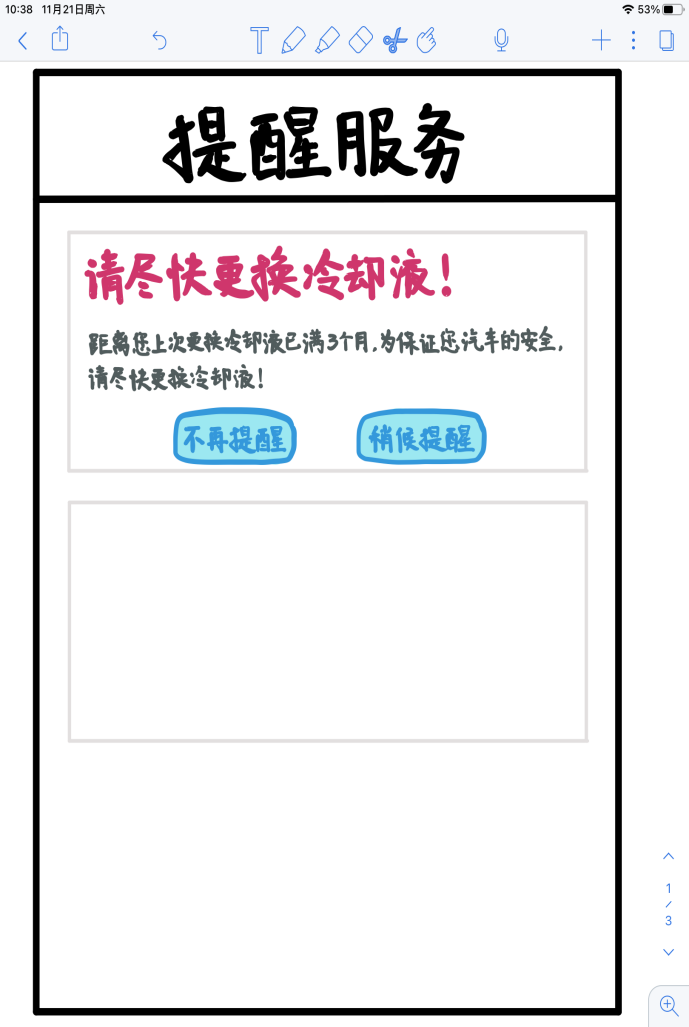 10:38 11月21日周六
53%
提醒服务
请尽快更换冷却液！
距离您上次更换冷却液已满3个月,为保证您汽车的安全,
请尽快更换冷却液！
不再提醒
稍候提醒
1
/
3